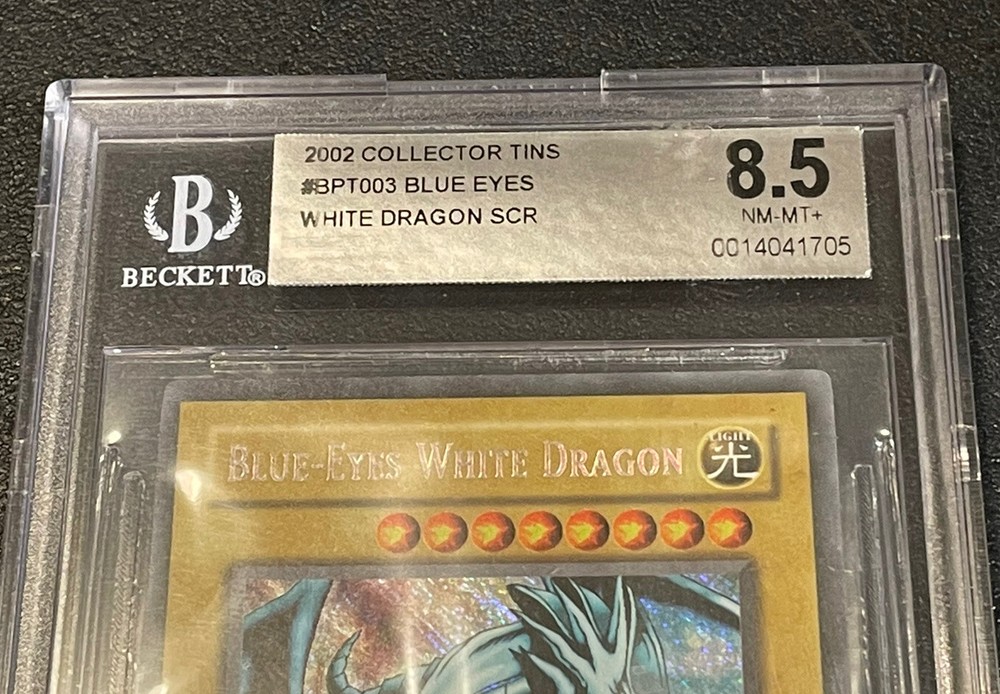 2002 COLLECTOR TINS
#BPT003 BLUE EYES
WHITE DRAGON SCR
8.5
NM-MT+
0014041705
B
BECKETT®
BLUE-EYES WHITE DRAGON
LIGHT
光